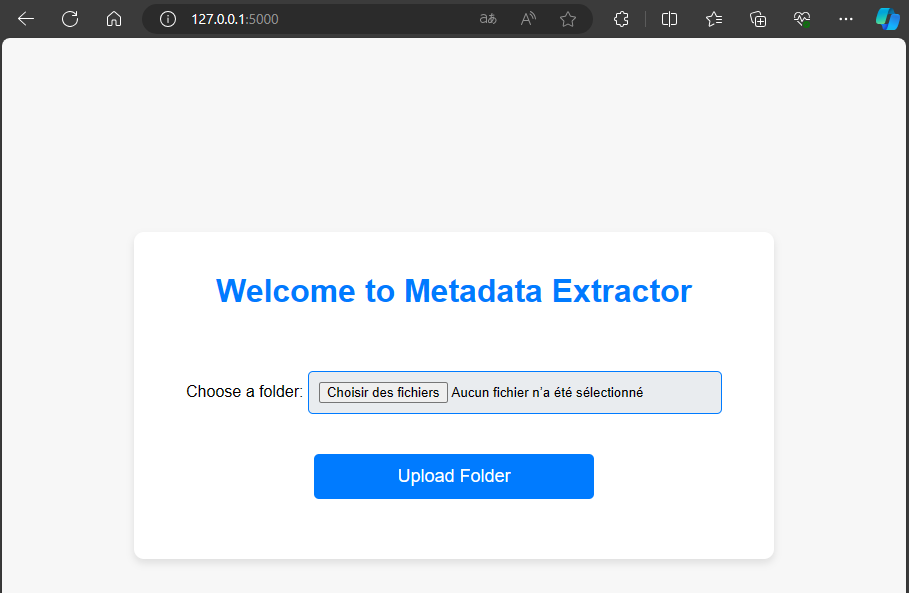 127.0.0.1:5000
Welcome to Metadata Extractor
Choose a folder: Choisir des fichiers Aucun fichier n'a été sélectionné
Upload Folder